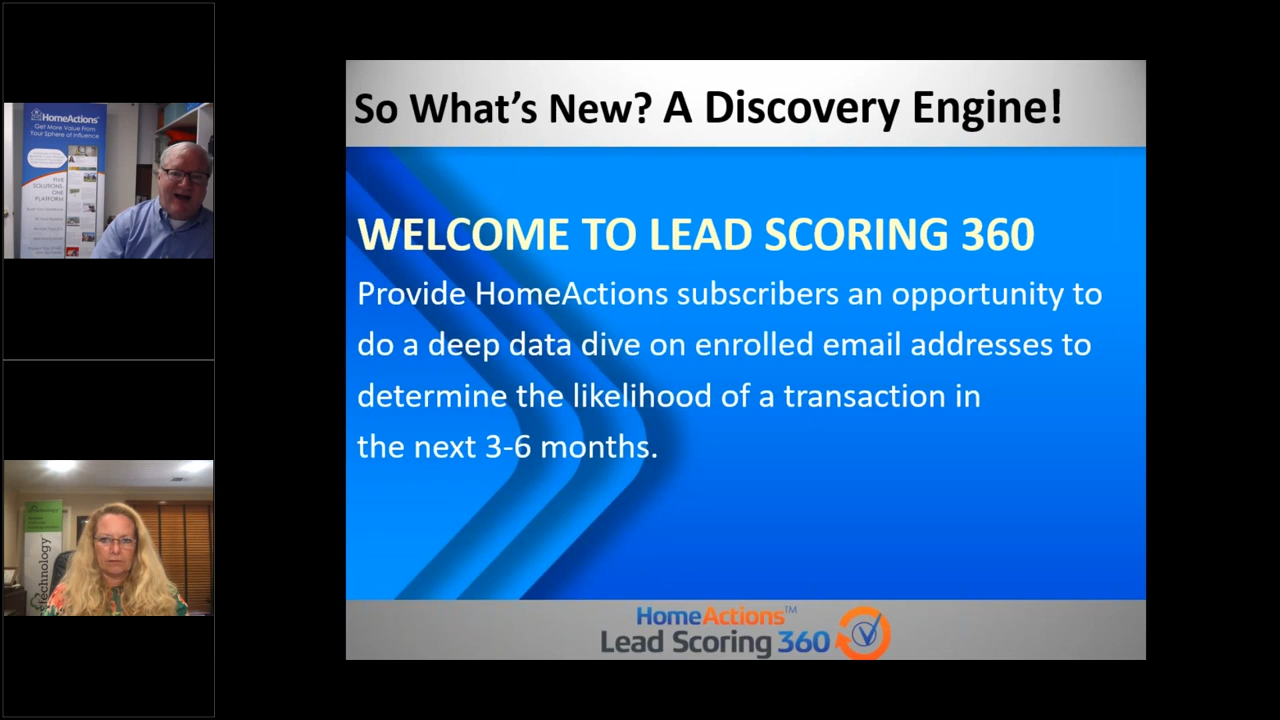 HomeActions
Get More Value From
Your Sphere of Influence
FIVE
SOLUTIONS.
ONE
PLATFORM
technology
So What's New? A Discovery Engine!
WELCOME TO LEAD SCORING 360
Provide HomeActions subscribers an opportunity to
do a deep data dive on enrolled email addresses to
determine the likelihood of a transaction in
the next 3-6 months.
HomeActions™
Lead Scoring 360